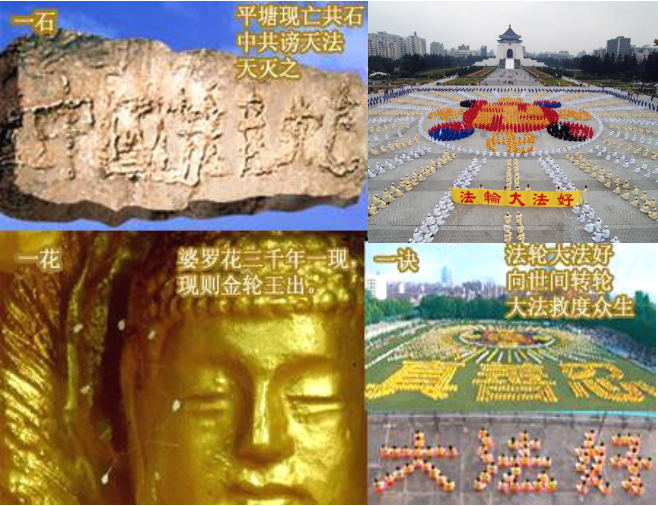 一石
平塘现亡共石
中共谤天法
天灭之
中國
法輪大法好
一花
婆罗花三千年一现
现则金轮王出。
一诀
法轮大法好
向世间转轮
大法救度众生
真善忍
大法好